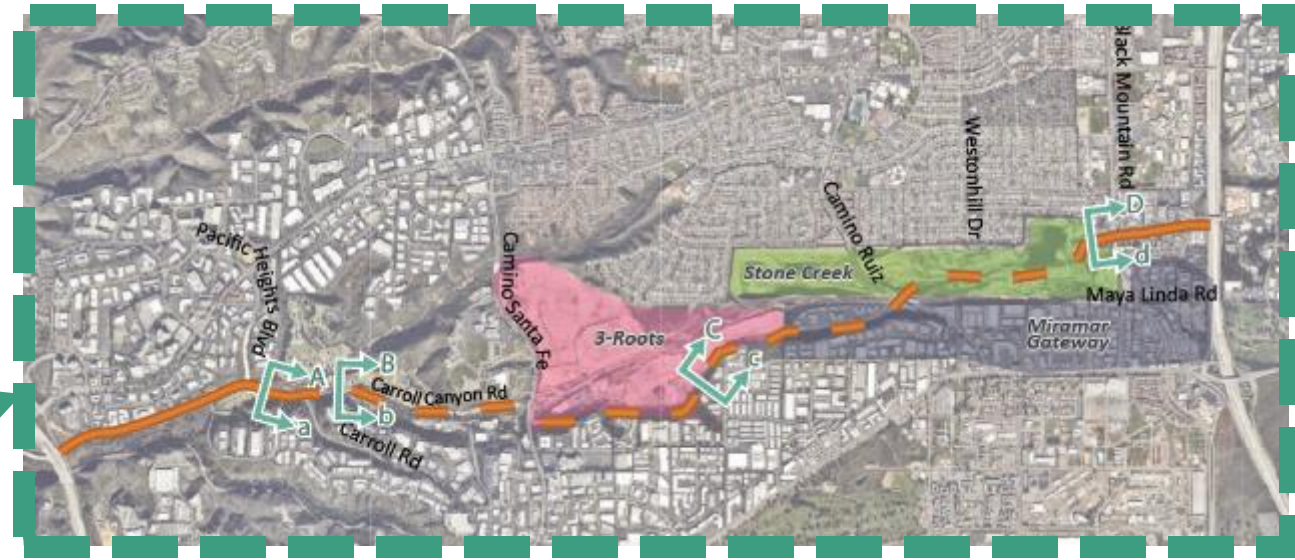 Black Mountain Rd
Westonhill Dr
Camino Ruiz
D
d
Pacific Heights Blvd
Camino Santa Fe
Stone Creek
Maya Linda Rd
3-Roots
Miramar
Gateway
C
c
A
a
B
b
Carroll Canyon Rd
Carroll Rd